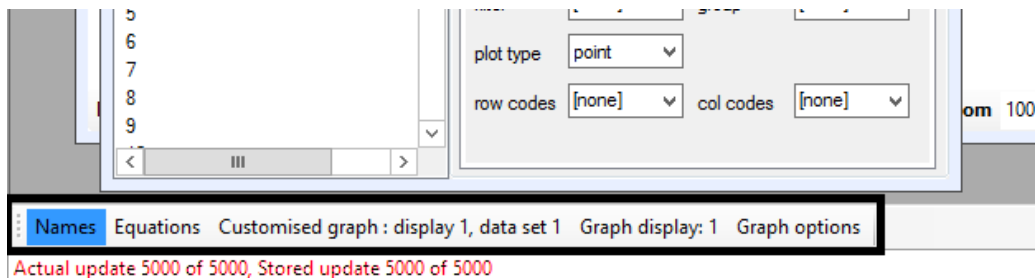 5
6
7
plot type point
8
row codes [none] col codes [none]
om 100
9
Names Equations Customised graph : display 1, data set 1 Graph display: 1 Graph options
Actual update 5000 of 5000, Stored update 5000 of 5000